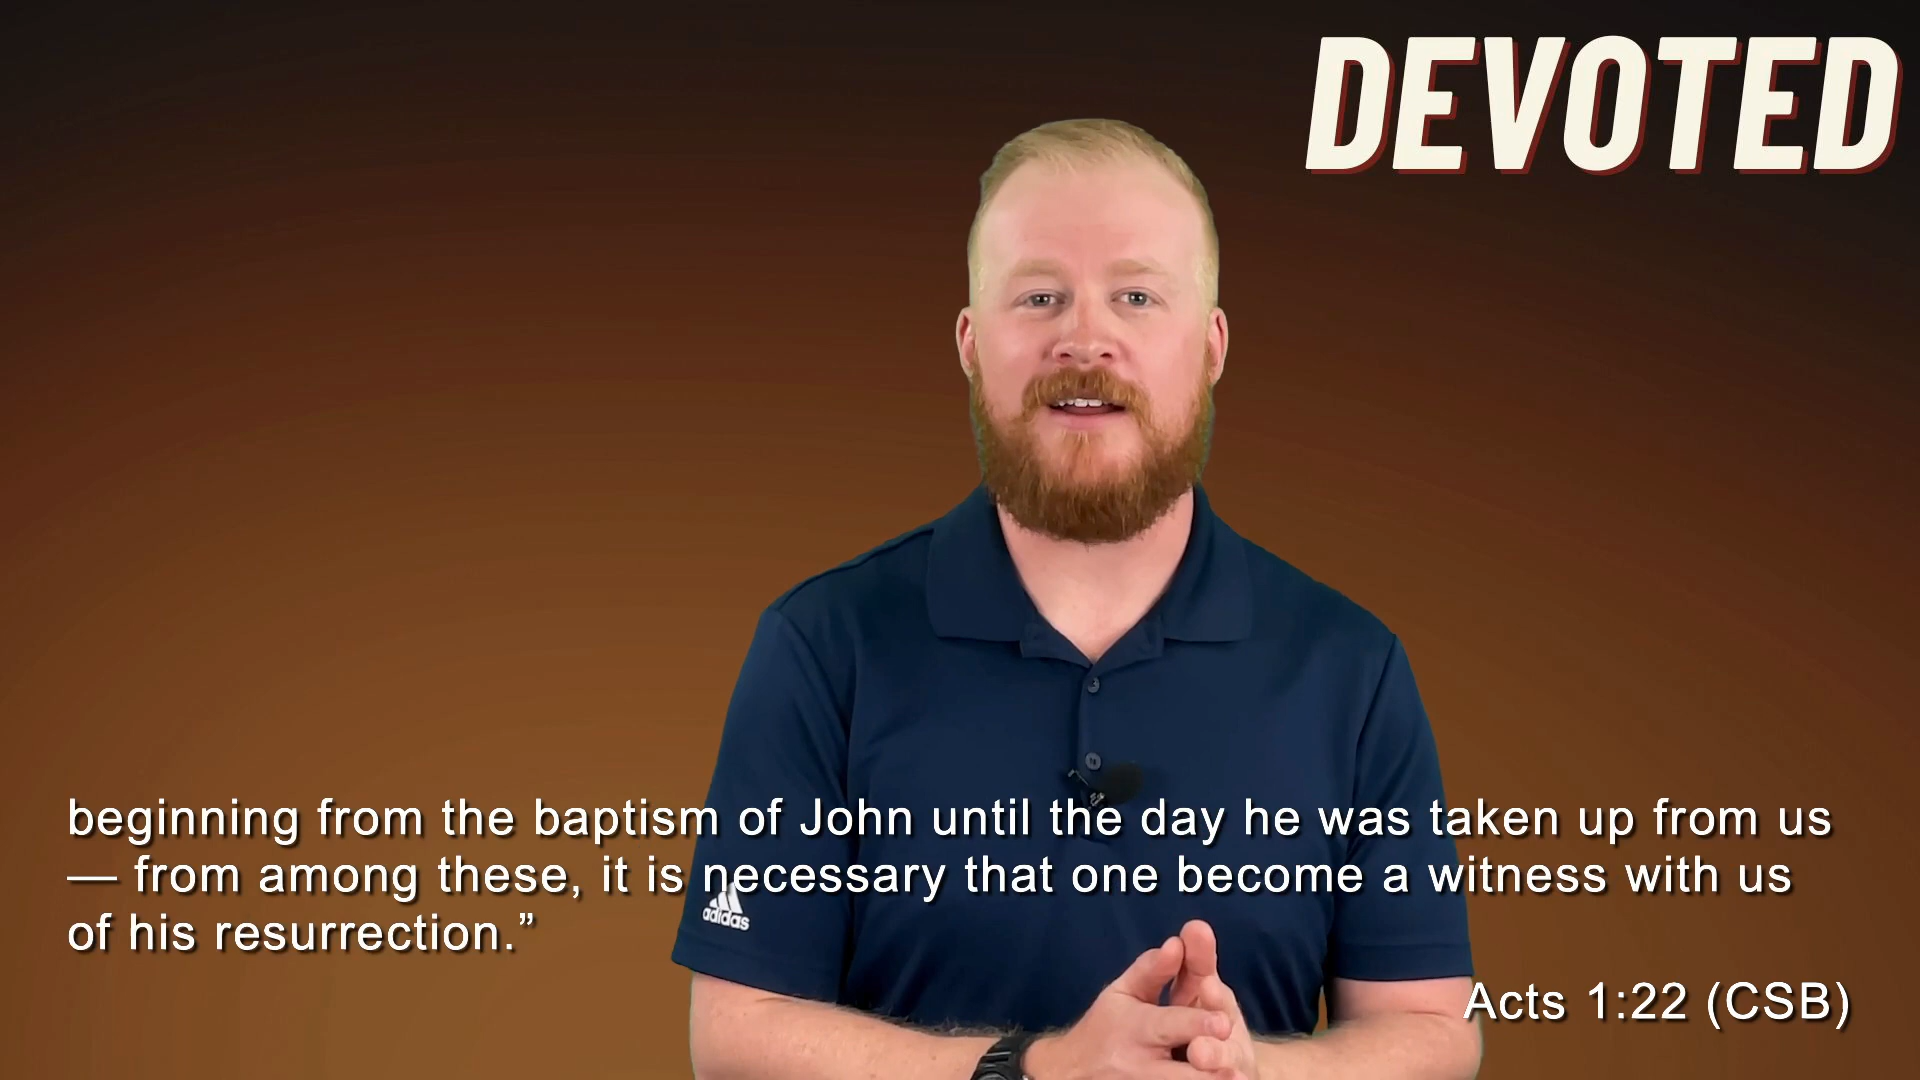 DEVOTED
beginning from the baptism of John until the day he was taken up from us
— from among these, it is necessary that one become a witness with us
adidas
of his resurrection.”
Acts 1:22 (CSB)